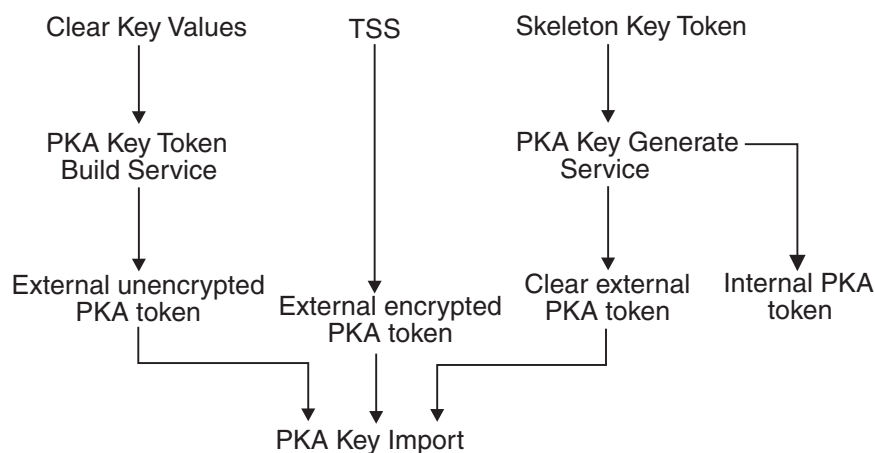 Clear Key Values
TSS
Skeleton Key Token
PKA Key Token
Build Service
PKA Key Generate
Service
External unencrypted
PKA token
External encrypted
PKA token
Clear external
PKA token
Internal PKA
token
PKA Key Import